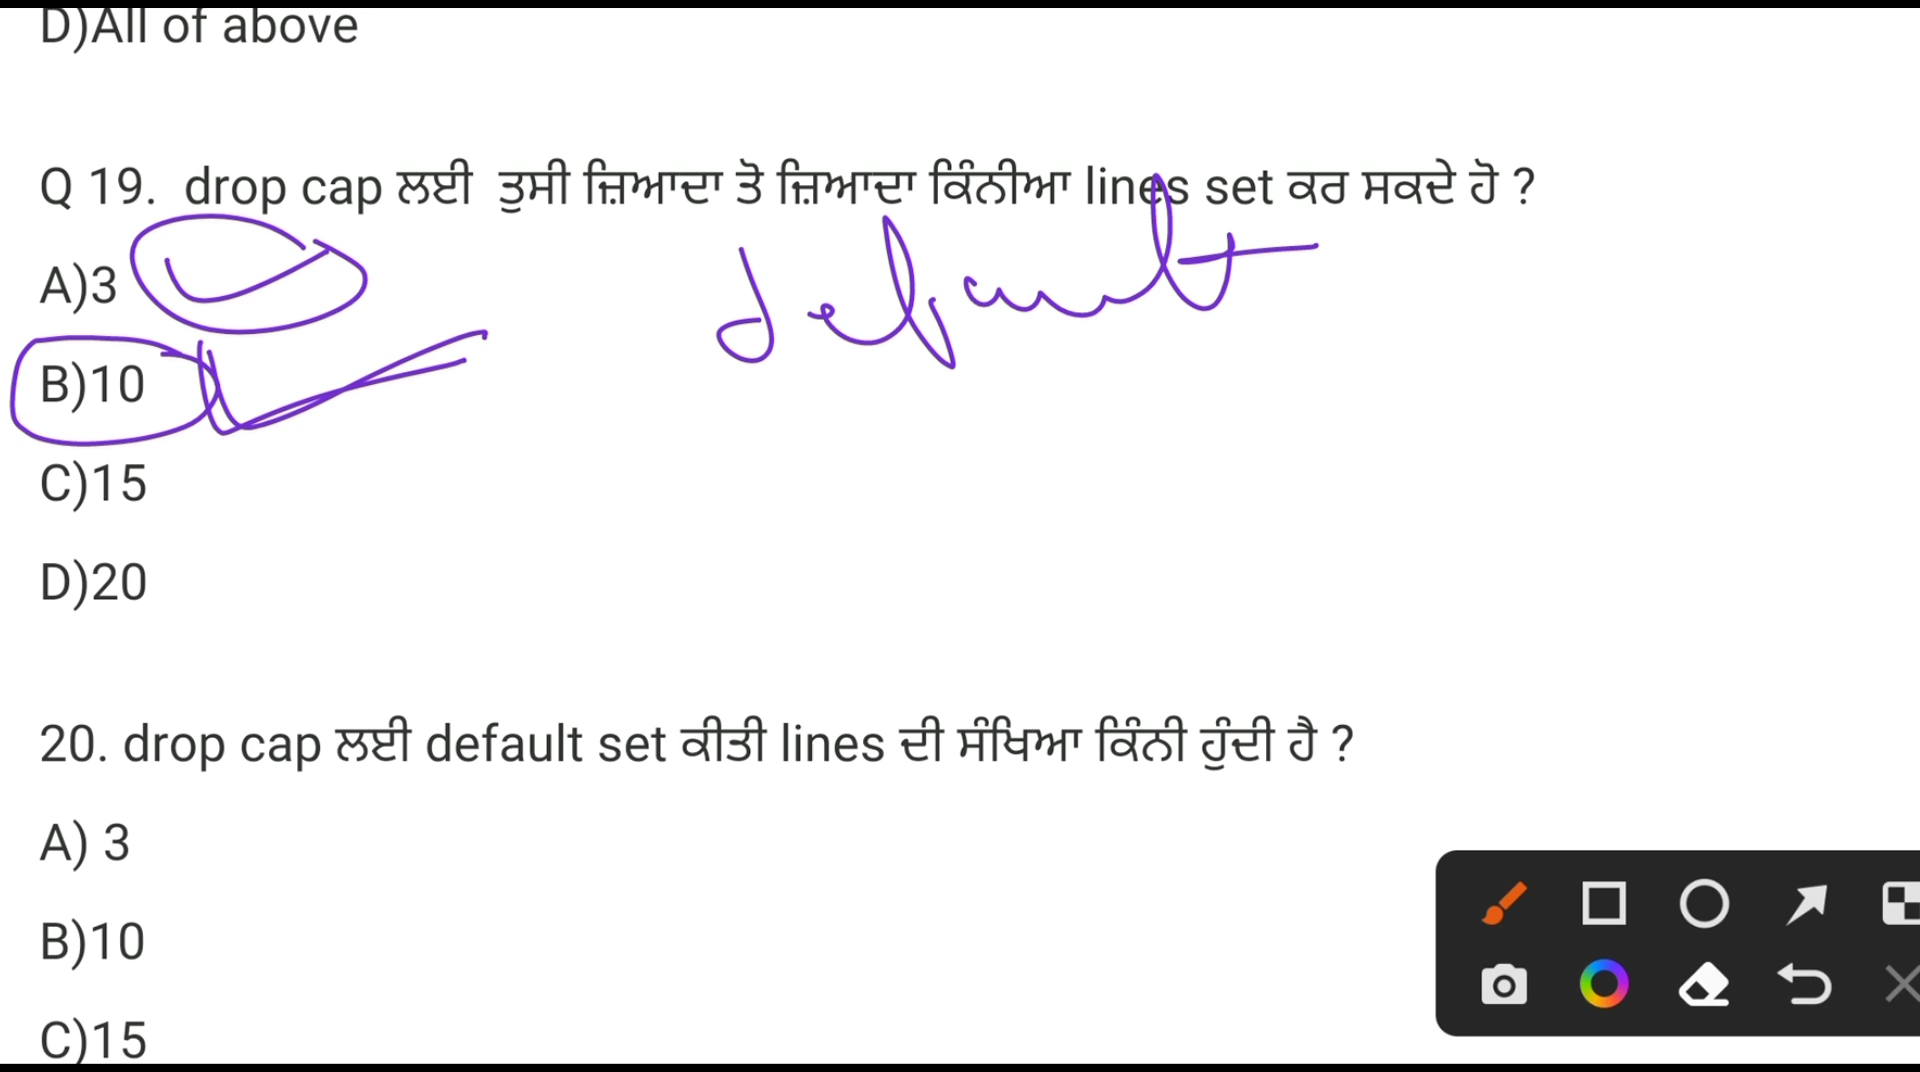 D)All of above
Q 19. drop cap ਲਈ ਤੁਸੀ ਜ਼ਿਆਦਾ ਤੋ ਜ਼ਿਆਦਾ ਕਿੰਨੀਆ lines set ਕਰ ਸਕਦੇ ਹੋ ?
default
A)3
B)10
C)15
D)20
20. drop cap ਲਈ default set ਕੀਤੀ lines ਦੀ ਸੰਖਿਆ ਕਿੰਨੀ ਹੁੰਦੀ ਹੈ ?
A) 3
B)10
C)15